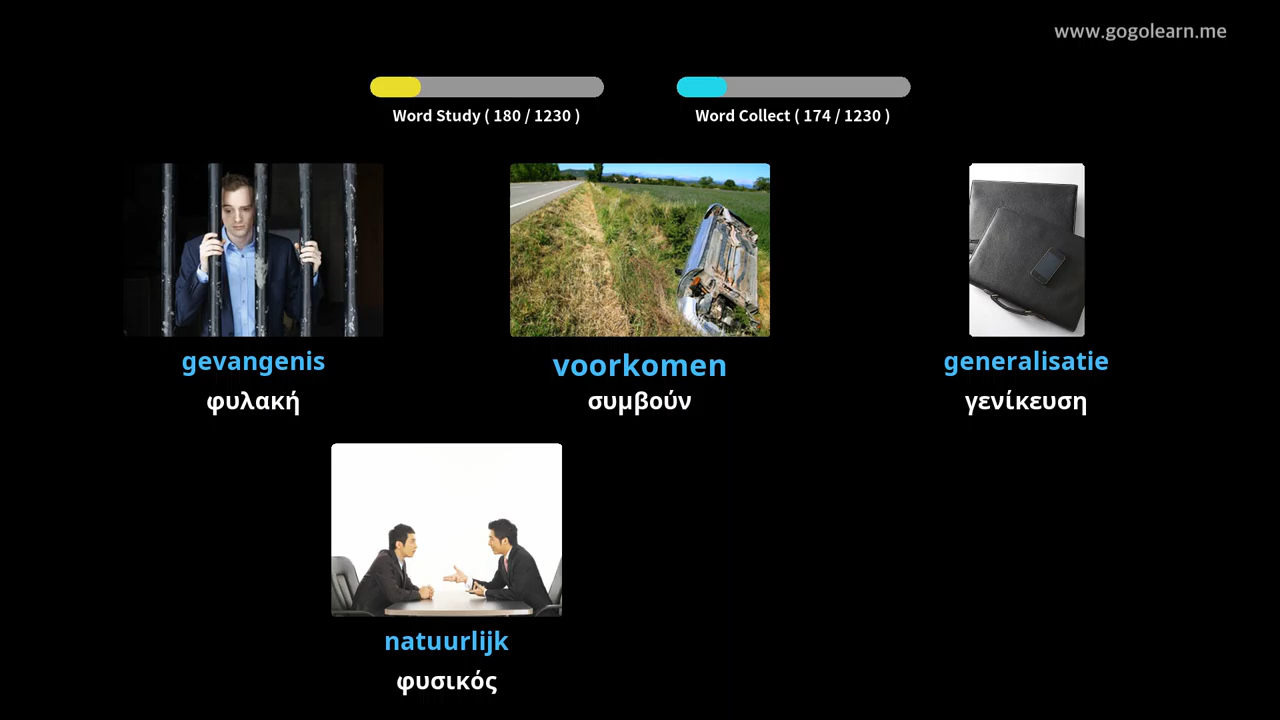 www.gogolearn.me
Word Study ( 180 / 1230 )
Word Collect ( 174 / 1230 )
gevangenis
φυλακή
voorkomen
συμβούν
generalisatie
γενίκευση
natuurlijk
φυσικός